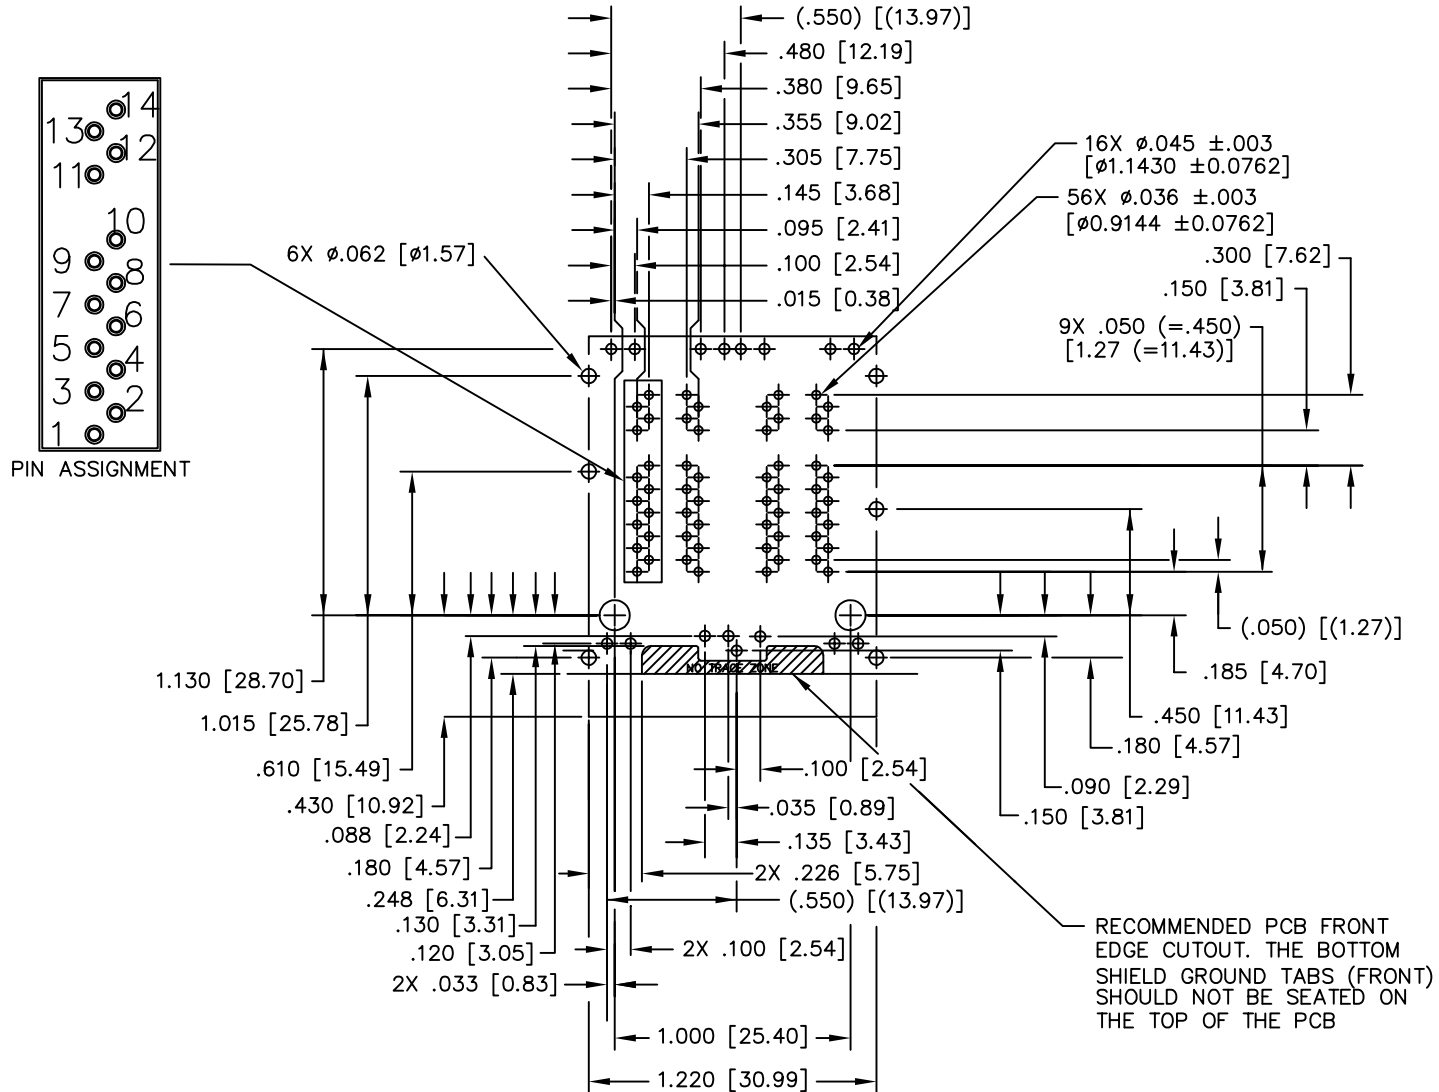 (.550) [(13.97)]
.480 [12.19]
.380 [9.65]
.355 [9.02]
.305 [7.75]
.145 [3.68]
.095 [2.41]
.100 [2.54]
.015 [0.38]
14
13
12
11
10
9
8
7
6
5
4
3
2
1
PIN ASSIGNMENT
6X ø.062 [ø1.57]
16X ø.045 ±.003
[ø1.1430 ±0.0762]
56X ø.036 ±.003
[ø0.9144 ±0.0762]
.300 [7.62]
.150 [3.81]
9X .050 (=.450)
[1.27 (=11.43)]
NO TRACE ZONE
1.130 [28.70]
1.015 [25.78]
.610 [15.49]
.430 [10.92]
.088 [2.24]
.180 [4.57]
.248 [6.31]
.130 [3.31]
.120 [3.05]
2X .033 [0.83]
(.050) [(1.27)]
.185 [4.70]
.450 [11.43]
.180 [4.57]
.090 [2.29]
.150 [3.81]
.100 [2.54]
.035 [0.89]
.135 [3.43]
2X .226 [5.75]
(.550) [(13.97)]
2X .100 [2.54]
1.000 [25.40]
1.220 [30.99]
RECOMMENDED PCB FRONT
EDGE CUTOUT. THE BOTTOM
SHIELD GROUND TABS (FRONT)
SHOULD NOT BE SEATED ON
THE TOP OF THE PCB